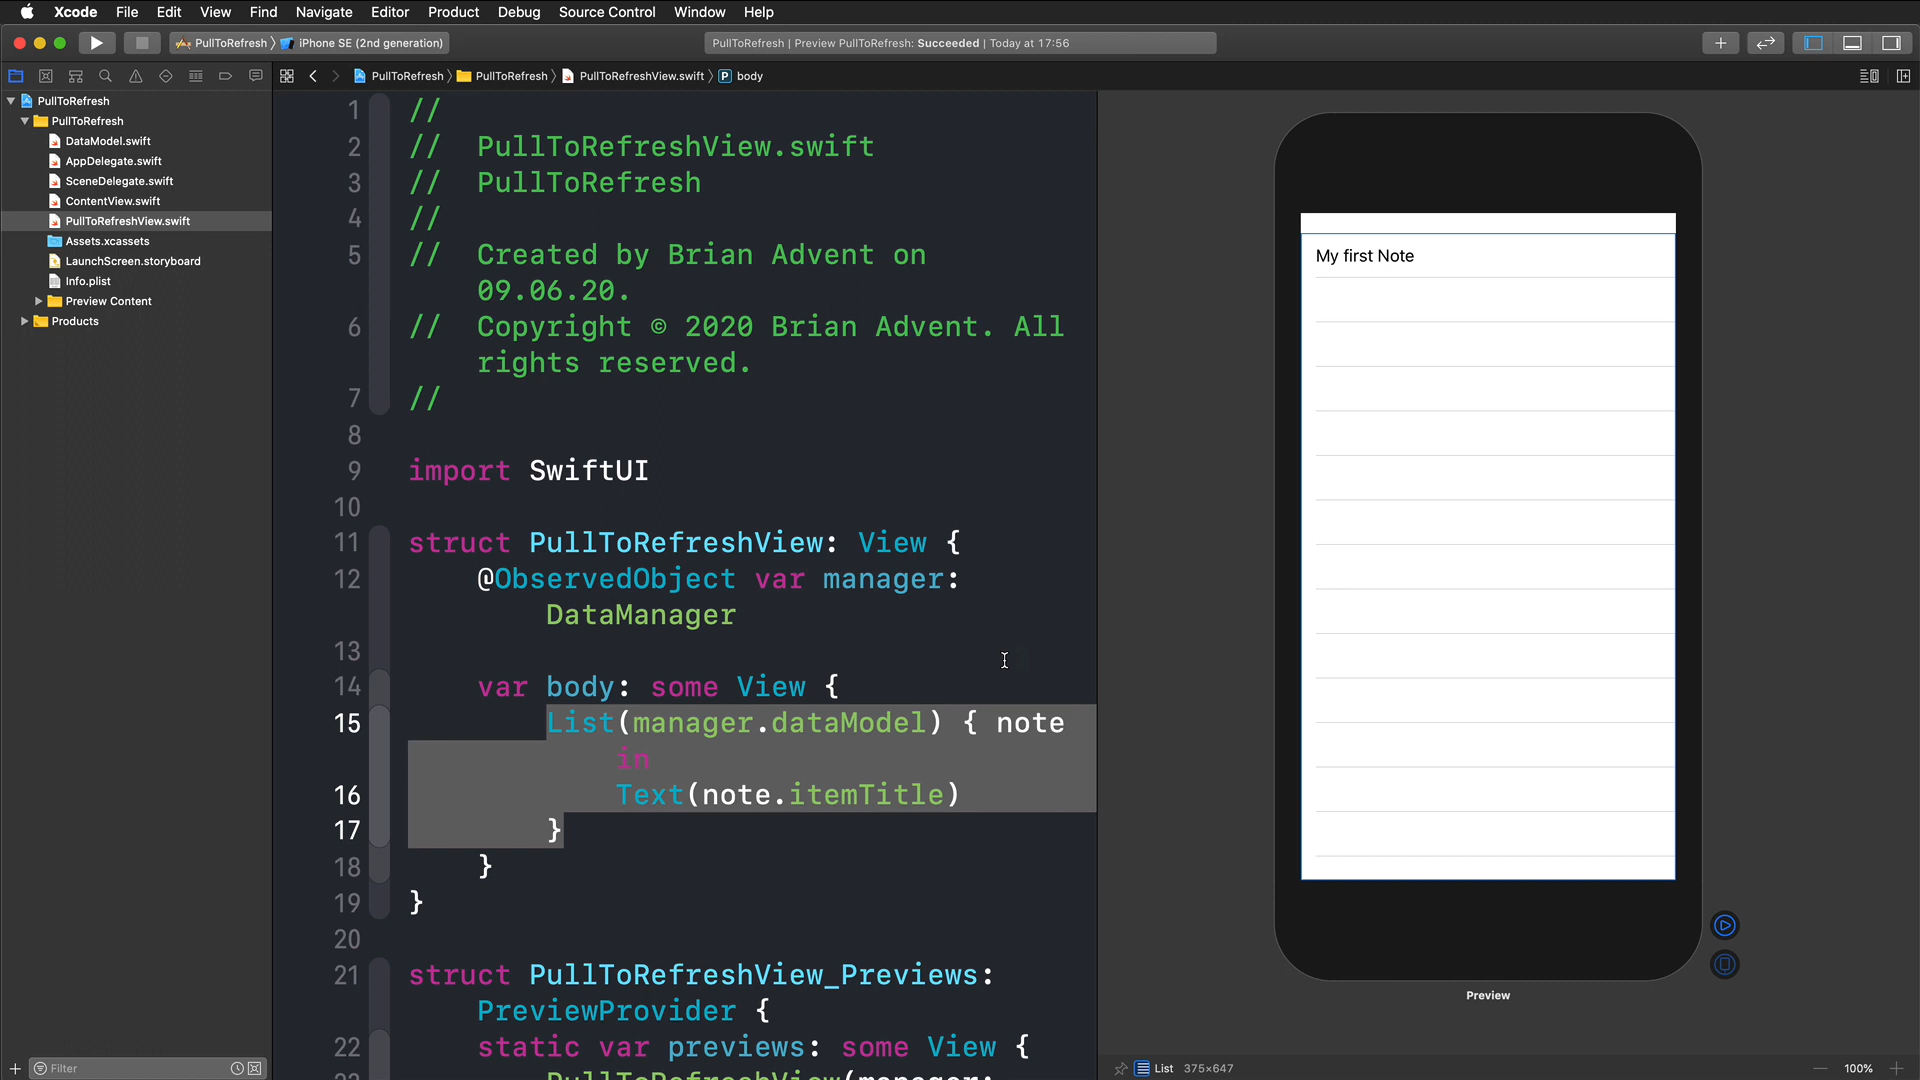 Xcode File Edit View Find Navigate Editor Product Debug Source Control Window Help
PullToRefresh iPhone SE (2nd generation)
PullToRefresh | Preview PullToRefresh: Succeeded | Today at 17:56
PullToRefresh PullToRefresh PullToRefreshView.swift P body
PullToRefresh
PullToRefresh
DataModel.swift
AppDelegate.swift
SceneDelegate.swift
ContentView.swift
PullToRefreshView.swift
Assets.xcassets
LaunchScreen.storyboard
Info.plist
Preview Content
Products
Filter
1 //
2 // PullToRefreshView.swift
3 // PullToRefresh
4 //
5 // Created by Brian Advent on
09.06.20.
6 // Copyright © 2020 Brian Advent. All
rights reserved.
7 //
8
9 import SwiftUI
10
11 struct PullToRefreshView: View {
12 @ObservedObject var manager:
DataManager
13
14 var body: some View {
15 List(manager.dataModel) { note
in
16 Text(note.itemTitle)
17 }
18 }
19 }
20
21 struct PullToRefreshView_Previews:
PreviewProvider {
22 static var previews: some View {
23 PullToRefreshView(manager:
My first Note
Preview
List 375×647
100%